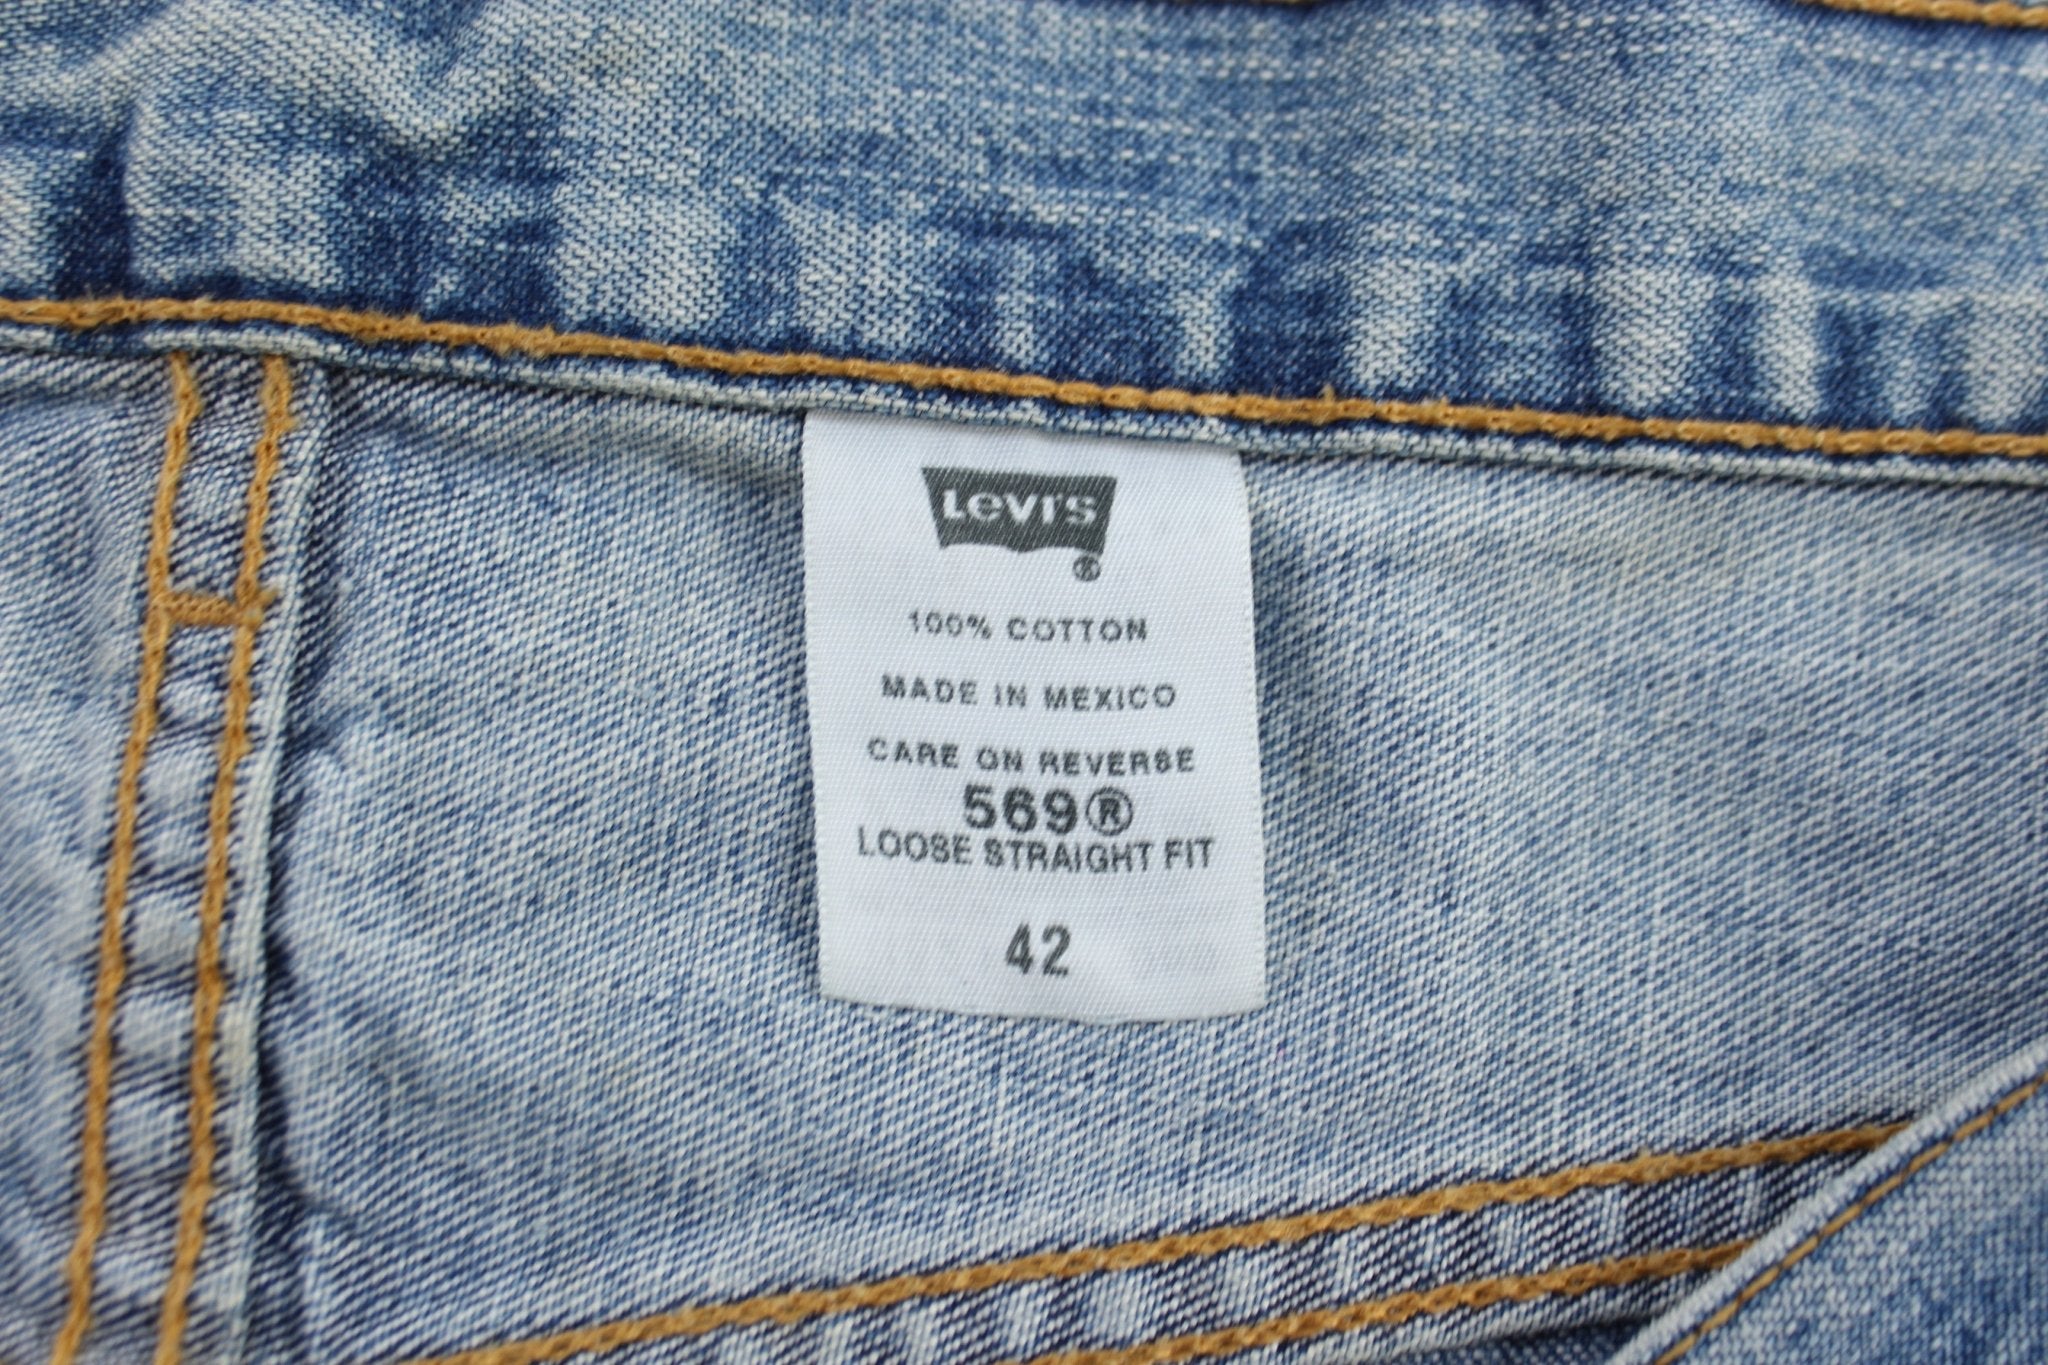 Levi's
®
100% COTTON
MADE IN MEXICO
CARE ON REVERSE
569®
LOOSE STRAIGHT FIT
42